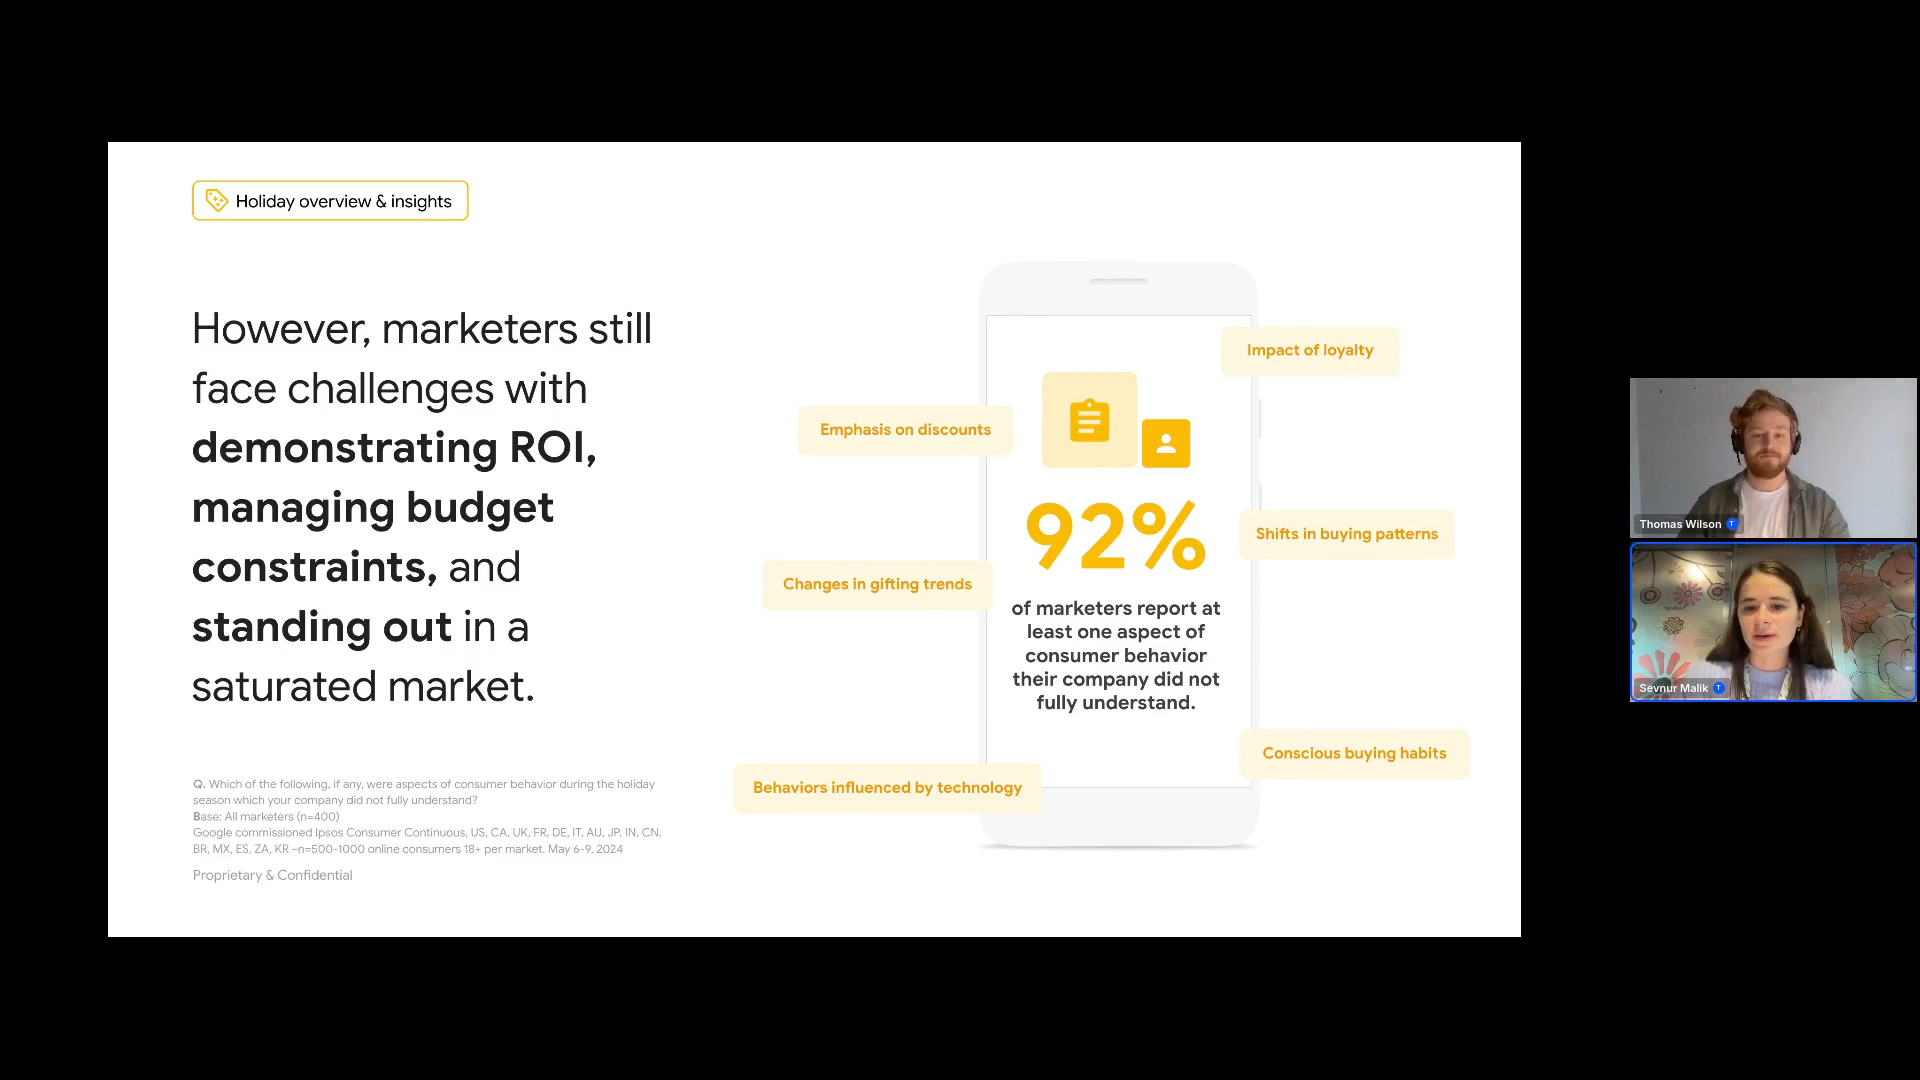 Holiday overview & insights
However, marketers still
face challenges with
demonstrating ROI,
managing budget
constraints, and
standing out in a
saturated market.
Q. Which of the following, if any, were aspects of consumer behavior during the holiday
season which your company did not fully understand?
Base: All marketers (n=400)
Google commissioned Ipsos Consumer Continuous, US, CA, UK, FR, DE, IT, AU, JP, IN, CN,
BR, MX, ES, ZA, KR ~n=500-1000 online consumers 18+ per market. May 6-9, 2024
Proprietary & Confidential
Impact of loyalty
Emphasis on discounts
92%
Shifts in buying patterns
Changes in gifting trends
of marketers report at
least one aspect of
consumer behavior
their company did not
fully understand.
Conscious buying habits
Behaviors influenced by technology
Thomas Wilson T
Sevnur Malik T